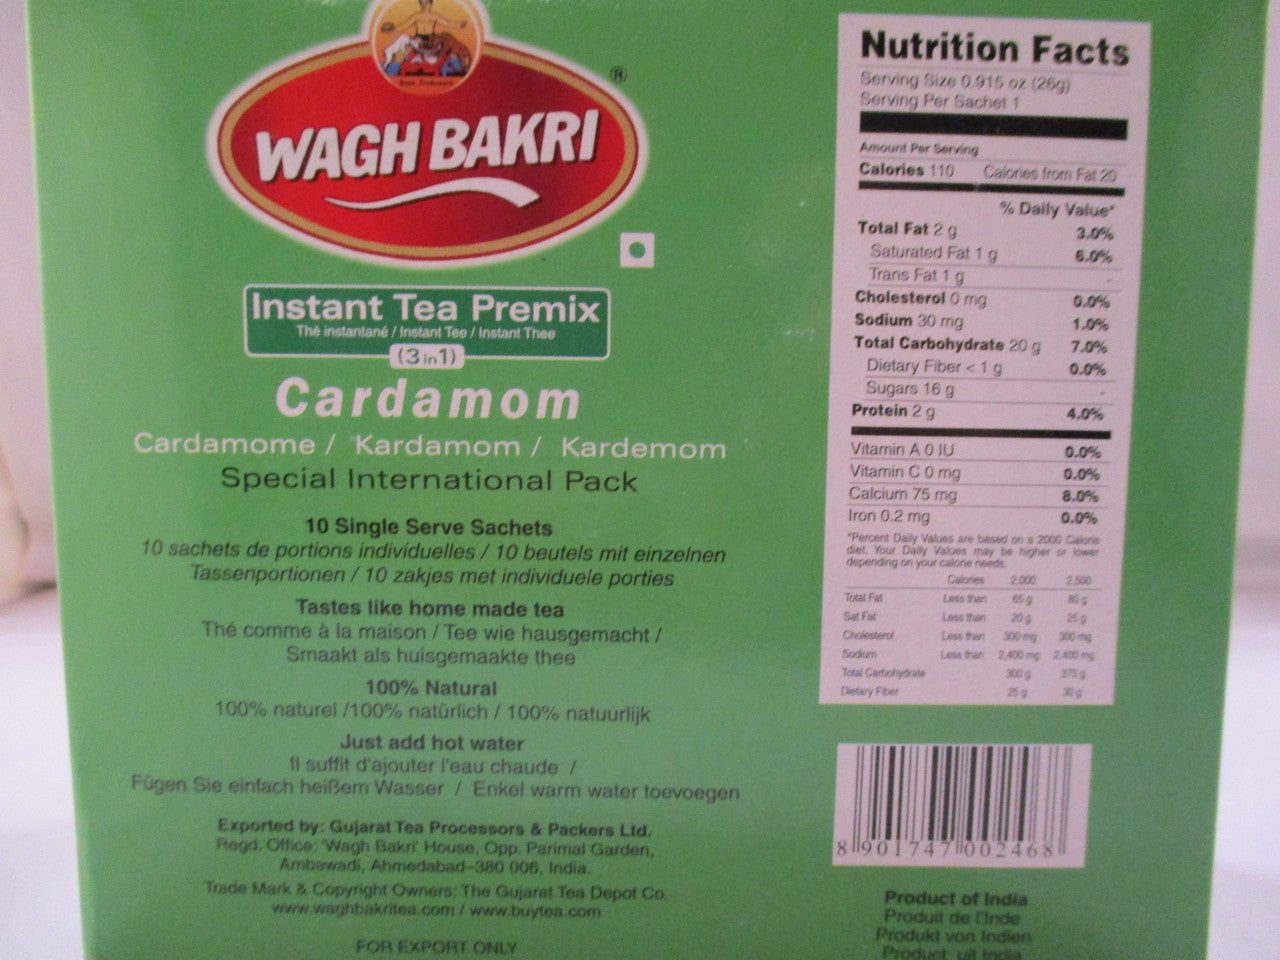 Regd. Trademark
WAGH BAKRI
®
Instant Tea Premix
Thé instantané / Instant Tee / Instant Thee
(3 in 1)
Cardamom
Cardamome / Kardamom / Kardemom
Special International Pack
10 Single Serve Sachets
10 sachets de portions individuelles / 10 beutels mit einzelnen
Tassenportionen / 10 zakjes met individuele porties
Tastes like home made tea
Thé comme à la maison / Tee wie hausgemacht /
Smaakt als huisgemaakte thee
100% Natural
100% naturel /100% natürlich / 100% natuurlijk
Just add hot water
Il suffit d'ajouter l'eau chaude /
Fügen Sie einfach heißem Wasser / Enkel warm water toevoegen
Exported by: Gujarat Tea Processors & Packers Ltd.
Regd. Office: 'Wagh Bakri' House, Opp. Parimal Garden,
Ambawadi, Ahmedabad–380 006, India.
Trade Mark & Copyright Owners: The Gujarat Tea Depot Co.
www.waghbakritea.com / www.buytea.com
FOR EXPORT ONLY
Nutrition Facts
Serving Size 0.915 oz (26g)
Serving Per Sachet 1
Amount Per Serving
Calories 110 Calories from Fat 20
% Daily Value*
Total Fat 2 g 3.0%
Saturated Fat 1 g 6.0%
Trans Fat 1 g -
Cholesterol 0 mg 0.0%
Sodium 30 mg 1.0%
Total Carbohydrate 20 g 7.0%
Dietary Fiber < 1 g 0.0%
Sugars 16 g -
Protein 2 g 4.0%
Vitamin A 0 IU 0.0%
Vitamin C 0 mg 0.0%
Calcium 75 mg 8.0%
Iron 0.2 mg 0.0%
*Percent Daily Values are based on a 2000 Calorie
diet. Your Daily Values may be higher or lower
depending on your calorie needs.
Calories 2,000 2,500
Total Fat Less than 65 g 80 g
Sat Fat Less than 20 g 25 g
Cholesterol Less than 300 mg 300 mg
Sodium Less than 2,400 mg 2,400 mg
Total Carbohydrate 300 g 375 g
Dietary Fiber 25 g 30 g
8 901747 002468
Product of India
Produit de l'Inde
Produkt von Indien
Product uit India